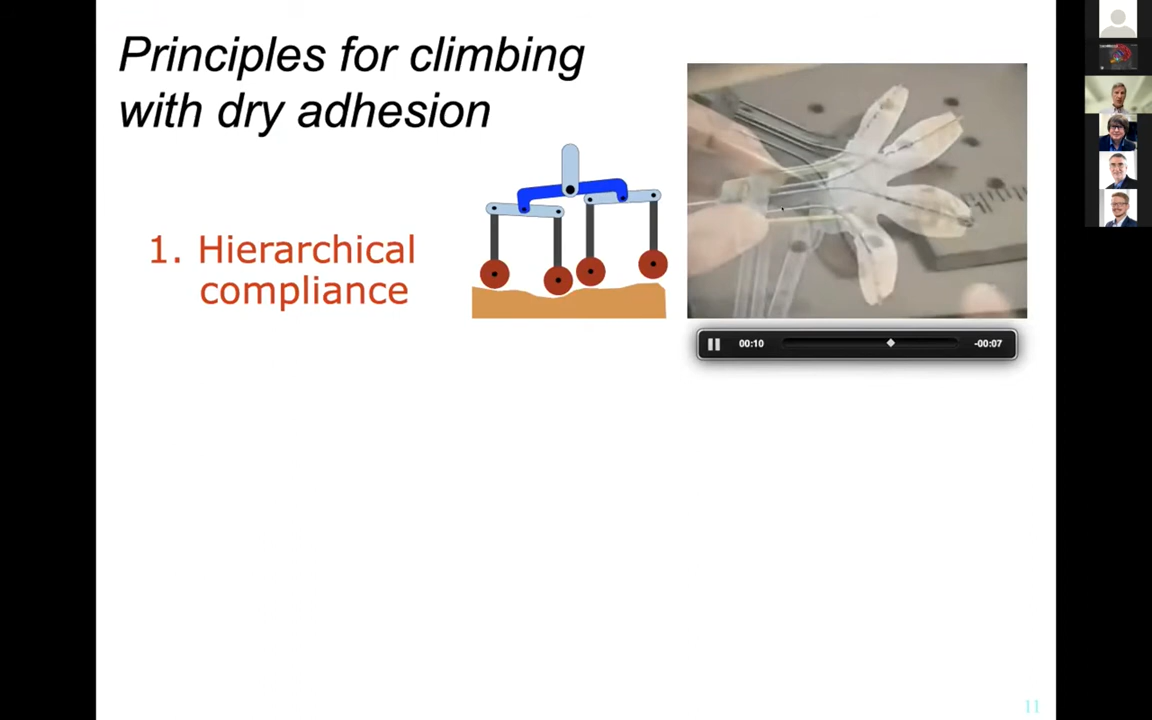 Principles for climbing
with dry adhesion
1. Hierarchical
compliance
00:10
-00:07
11